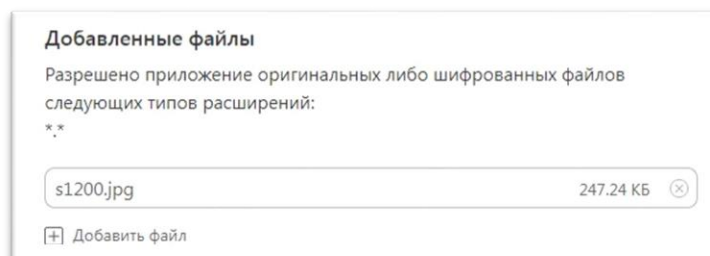 Добавленные файлы
Разрешено приложение оригинальных либо шифрованных файлов
следующих типов расширений:
*.*
s1200.jpg 247.24 КБ
Добавить файл